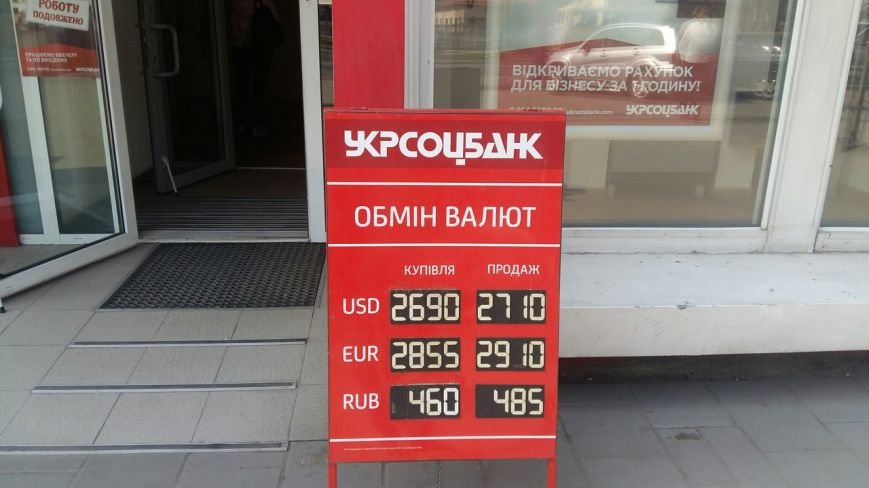 РОБОТУ
ПОДОВЖЕНО
ПРАЦЮЄМО ВВЕЧЕРІ
ТА ПО ВИХІДНИХ
УКРСОЦБАНК
ВІДКРИВАЄМО РАХУНОК
ДЛЯ БІЗНЕСУ ЗА 1 ГОДИНУ!
УКРСОЦБАНК
УКРСОЦБАНК
ОБМІН ВАЛЮТ
КУПІВЛЯ ПРОДАЖ
USD 2690 2710
EUR 2855 2910
RUB 460 485